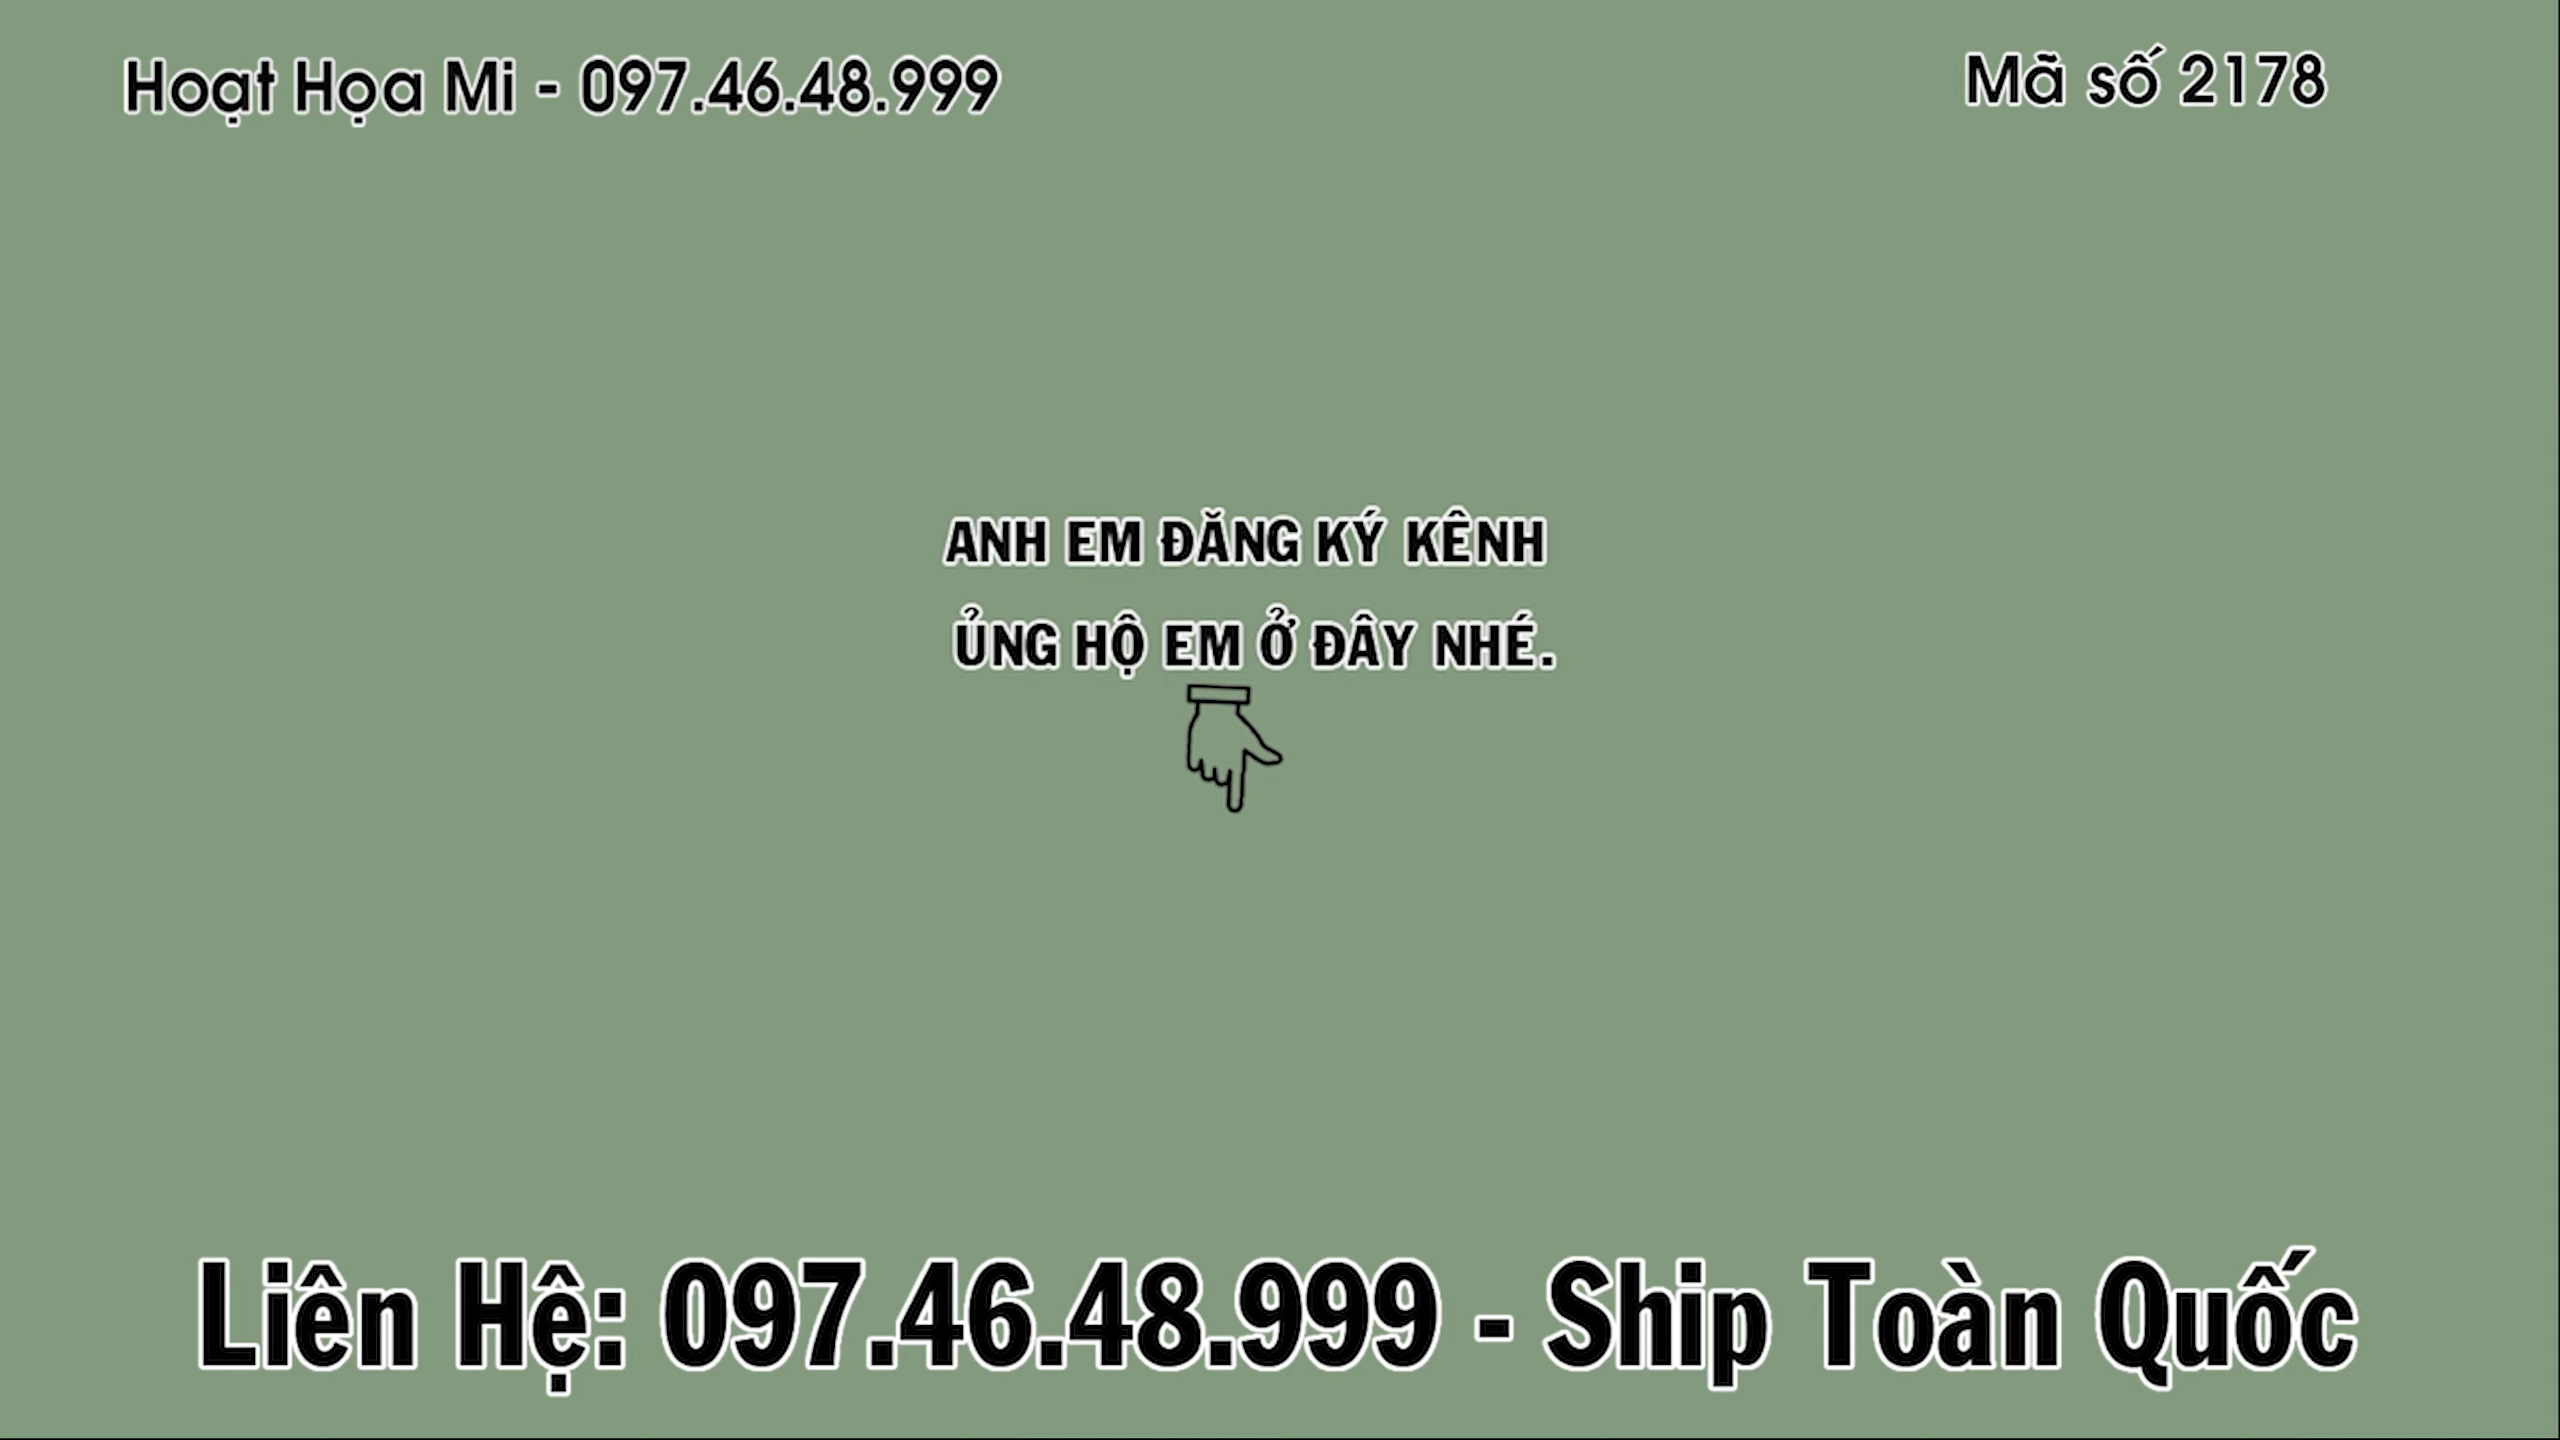 Hoạt Họa Mi - 097.46.48.999
Mã số 2178
ANH EM ĐĂNG KÝ KÊNH
ỦNG HỘ EM Ở ĐÂY NHÉ.
Liên Hệ: 097.46.48.999 - Ship Toàn Quốc